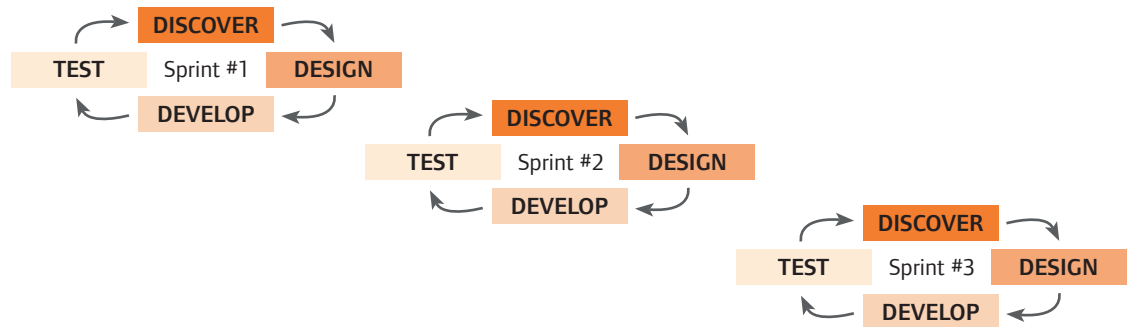 DISCOVER
TEST Sprint #1 DESIGN
DEVELOP
DISCOVER
TEST Sprint #2 DESIGN
DEVELOP
DISCOVER
TEST Sprint #3 DESIGN
DEVELOP